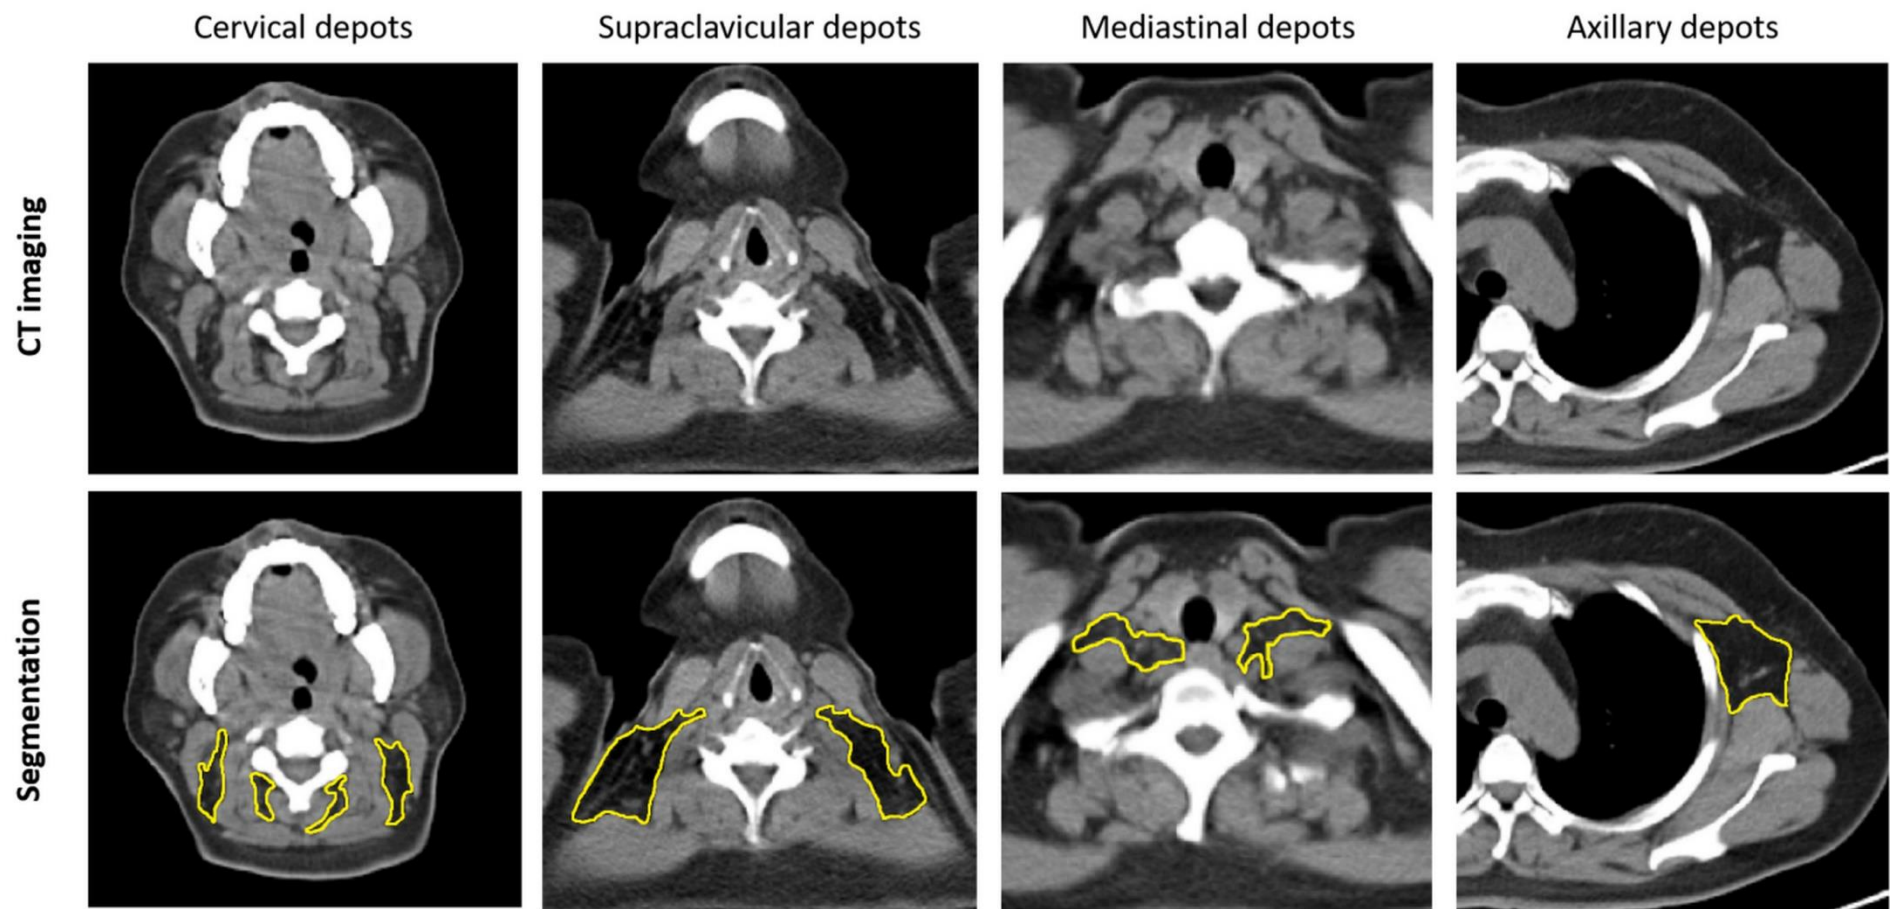 Cervical depots
Supraclavicular depots
Mediastinal depots
Axillary depots
CT imaging
Segmentation